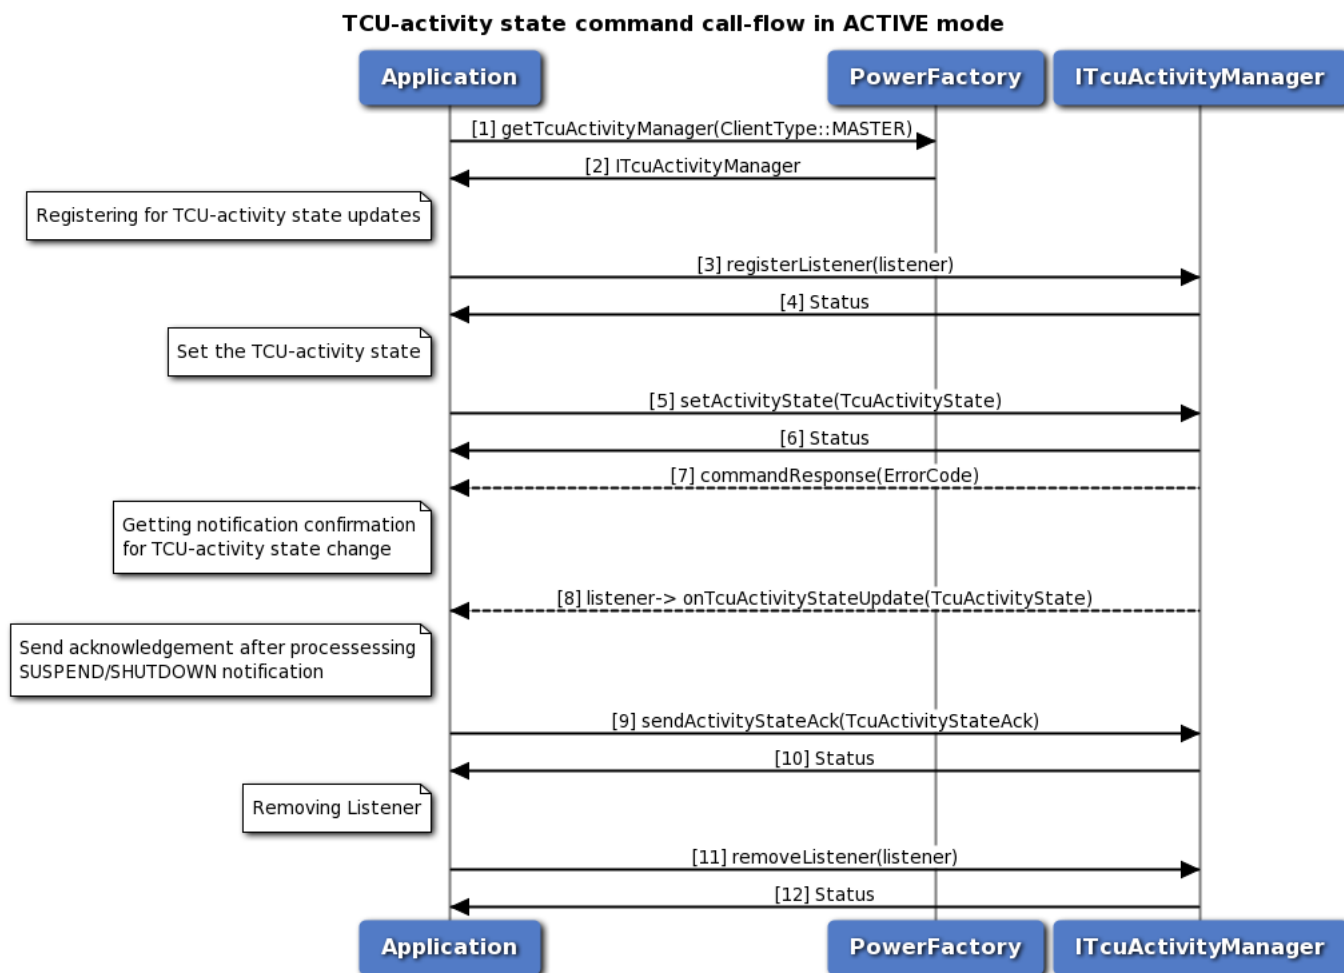 TCU-activity state command call-flow in ACTIVE mode
Application
PowerFactory
ITcuActivityManager
[1] getTcuActivityManager(ClientType::MASTER)
[2] ITcuActivityManager
Registering for TCU-activity state updates
[3] registerListener(listener)
[4] Status
Set the TCU-activity state
[5] setActivityState(TcuActivityState)
[6] Status
[7] commandResponse(ErrorCode)
Getting notification confirmation
for TCU-activity state change
[8] listener-> onTcuActivityStateUpdate(TcuActivityState)
Send acknowledgement after processessing
SUSPEND/SHUTDOWN notification
[9] sendActivityStateAck(TcuActivityStateAck)
[10] Status
Removing Listener
[11] removeListener(listener)
[12] Status
Application
PowerFactory
ITcuActivityManager